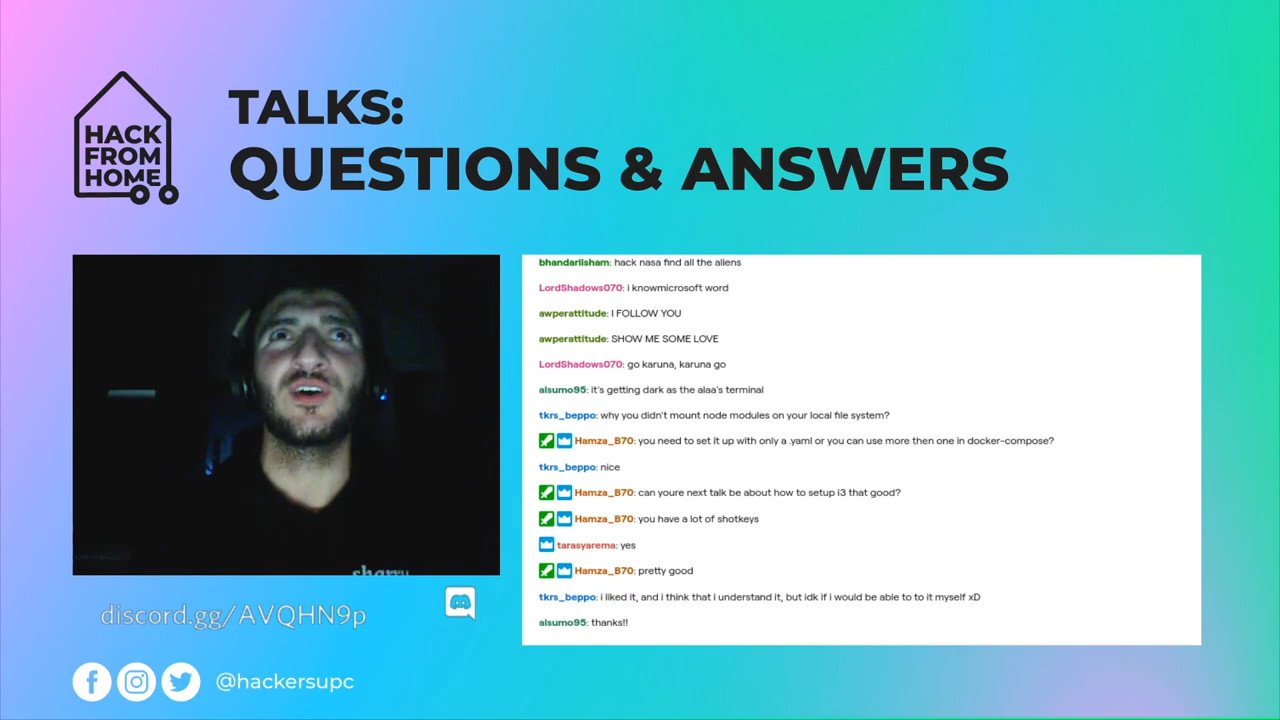 HACK
FROM
HOME
TALKS:
QUESTIONS & ANSWERS
bhandariisham: hack nasa find all the aliens
LordShadows070: i knowmicrosoft word
awperattitude: I FOLLOW YOU
awperattitude: SHOW ME SOME LOVE
LordShadows070: go karuna, karuna go
alsumo95: it's getting dark as the alaa's terminal
tkrs_beppo: why you didn't mount node modules on your local file system?
Hamza_B70: you need to set it up with only a .yaml or you can use more then one in docker-compose?
tkrs_beppo: nice
Hamza_B70: can youre next talk be about how to setup i3 that good?
Hamza_B70: you have a lot of shotkeys
tarasyarema: yes
Hamza_B70: pretty good
tkrs_beppo: i liked it, and i think that i understand it, but idk if i would be able to to it myself xD
alsumo95: thanks!!
sharry
discord.gg/AVQHN9p
@hackersupc